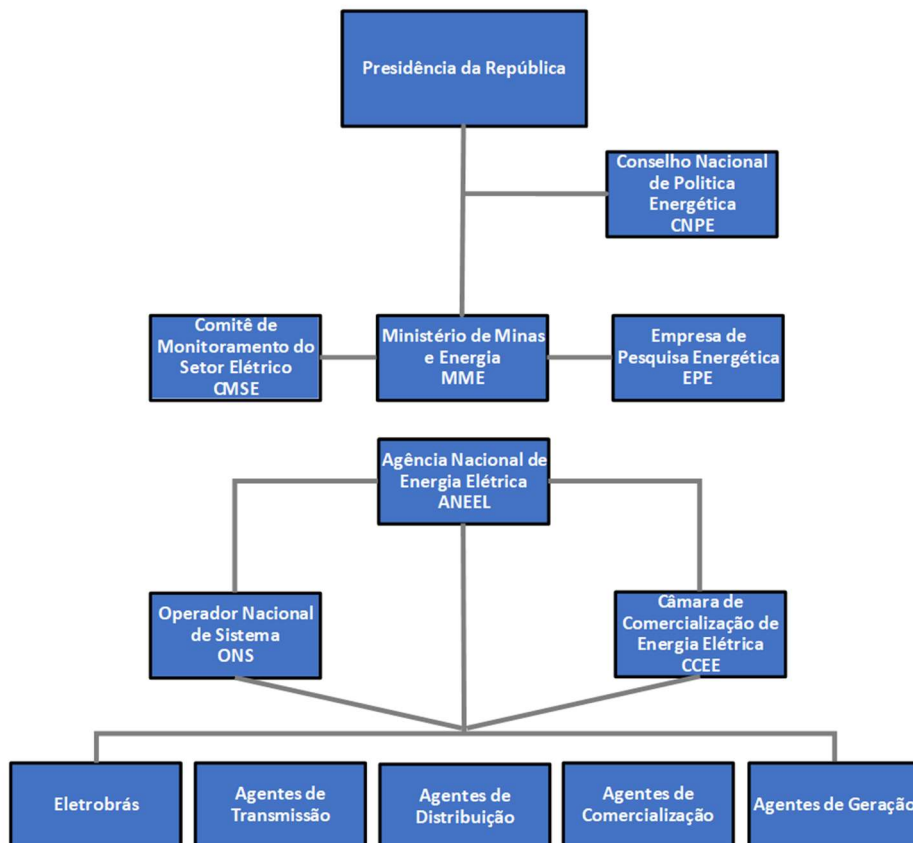 Presidência da República
Conselho Nacional
de Politica
Energética
CNPE
Comitê de
Monitoramento do
Setor Elétrico
CMSE
Ministério de Minas
e Energia
MME
Empresa de
Pesquisa Energética
EPE
Agência Nacional de
Energia Elétrica
ANEEL
Operador Nacional
de Sistema
ONS
Câmara de
Comercialização de
Energia Elétrica
CCEE
Eletrobrás
Agentes de
Transmissão
Agentes de
Distribuição
Agentes de
Comercialização
Agentes de Geração